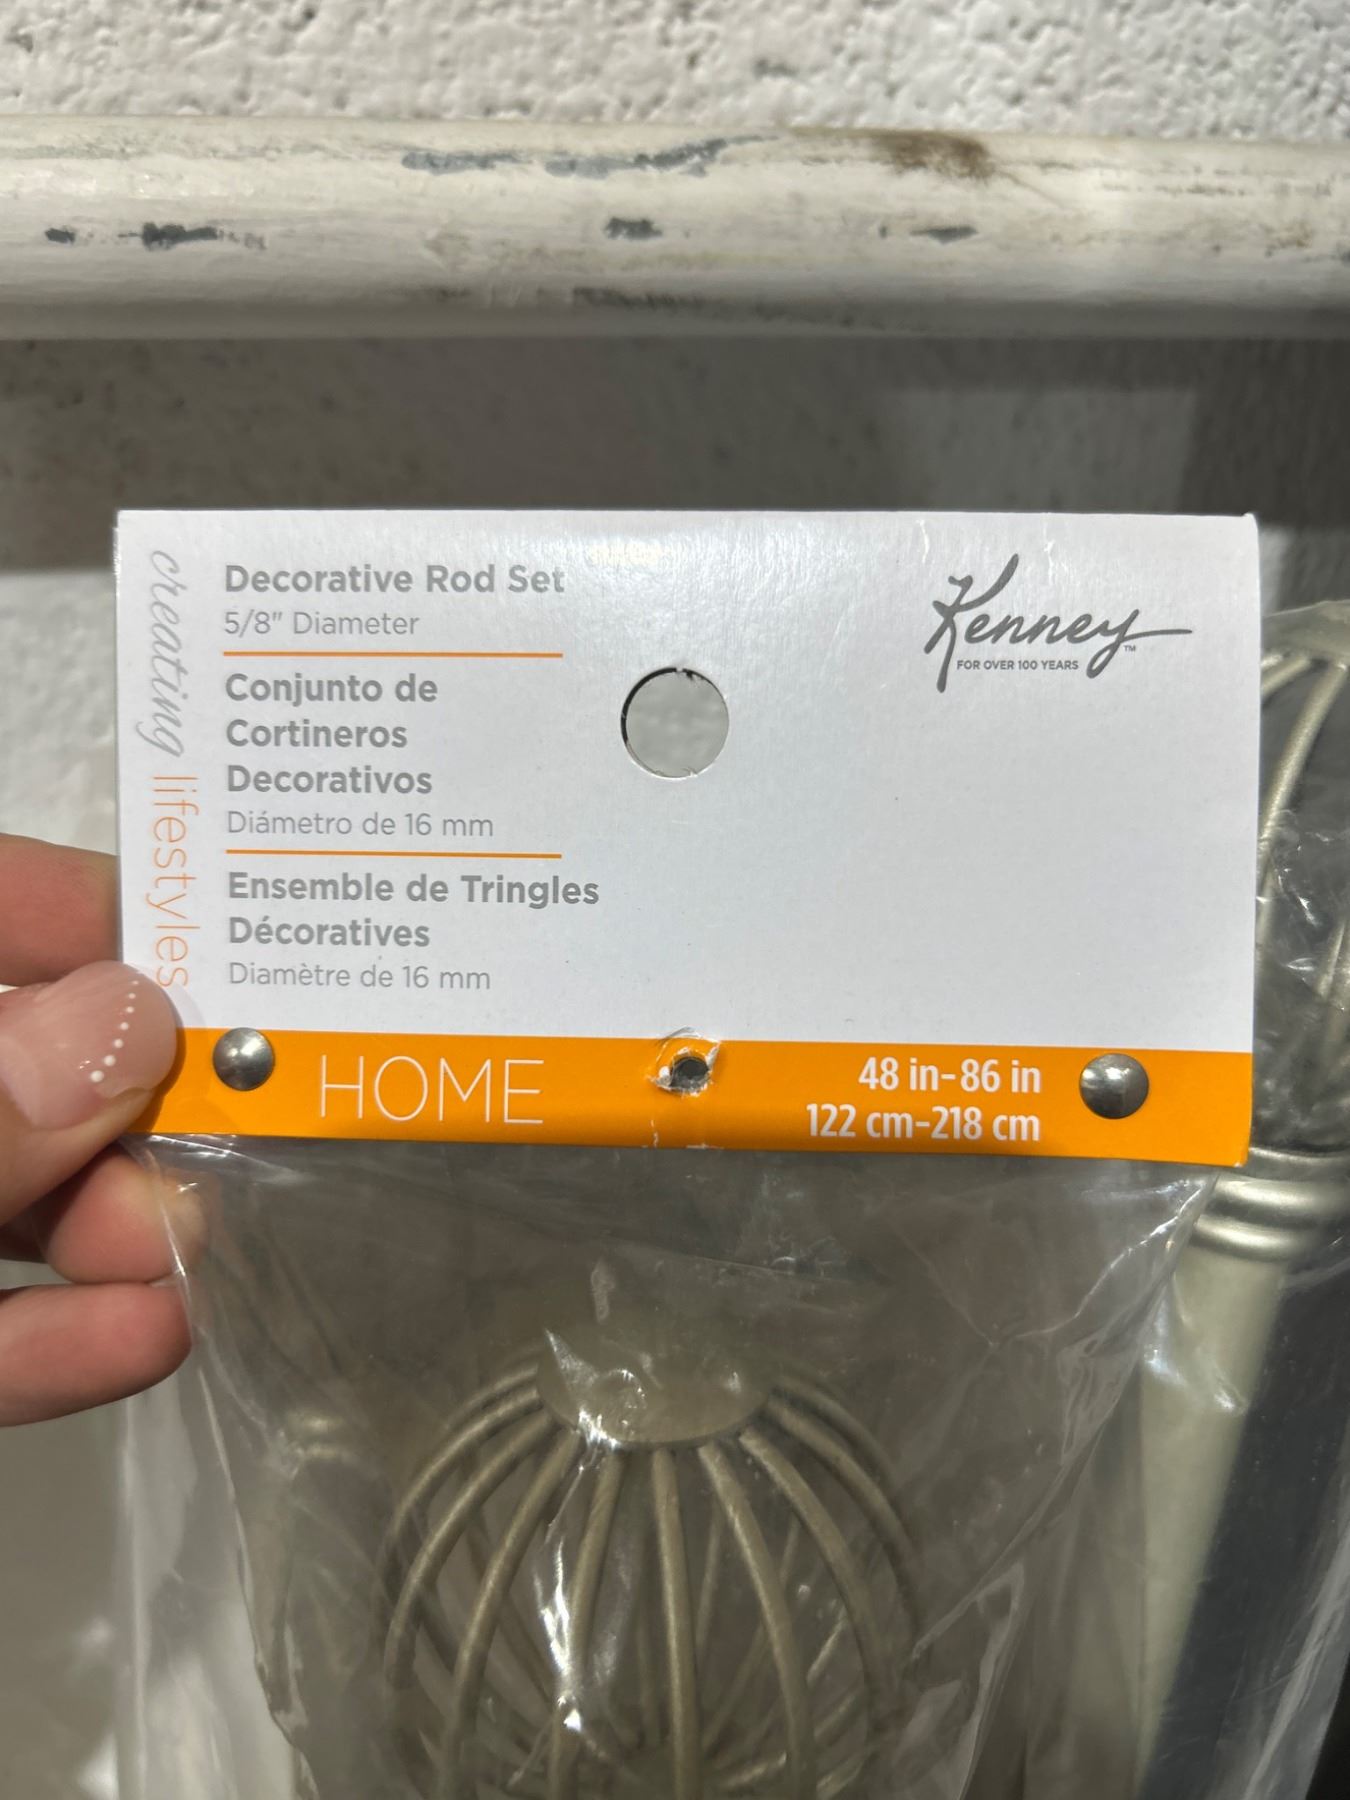 creating lifestyles
Decorative Rod Set
5/8" Diameter
Conjunto de
Cortineros
Decorativos
Diámetro de 16 mm
Ensemble de Tringles
Décoratives
Diamètre de 16 mm
Kenney™
FOR OVER 100 YEARS
HOME
48 in-86 in
122 cm-218 cm